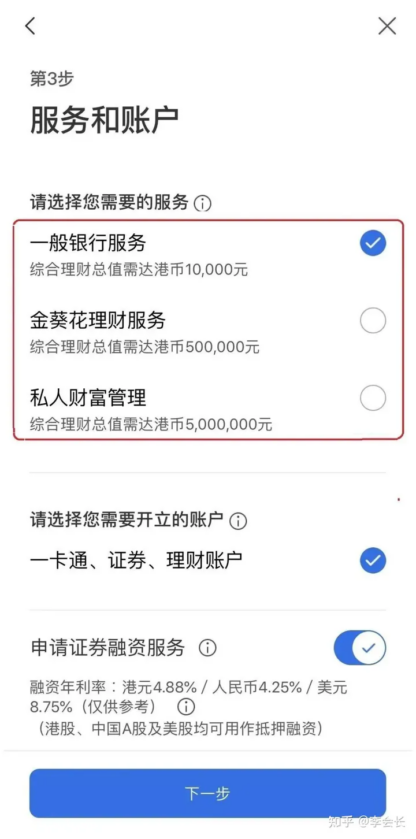 第3步
服务和账户
请选择您需要的服务
一般银行服务
综合理财总值需达港币10,000元
金葵花理财服务
综合理财总值需达港币500,000元
私人财富管理
综合理财总值需达港币5,000,000元
请选择您需要开立的账户
一卡通、证券、理财账户
申请证券融资服务
融资年利率：港元4.88% / 人民币4.25% / 美元
8.75%（仅供参考）
（港股、中国A股及美股均可用作抵押融资）
下一步
知乎 @李会长